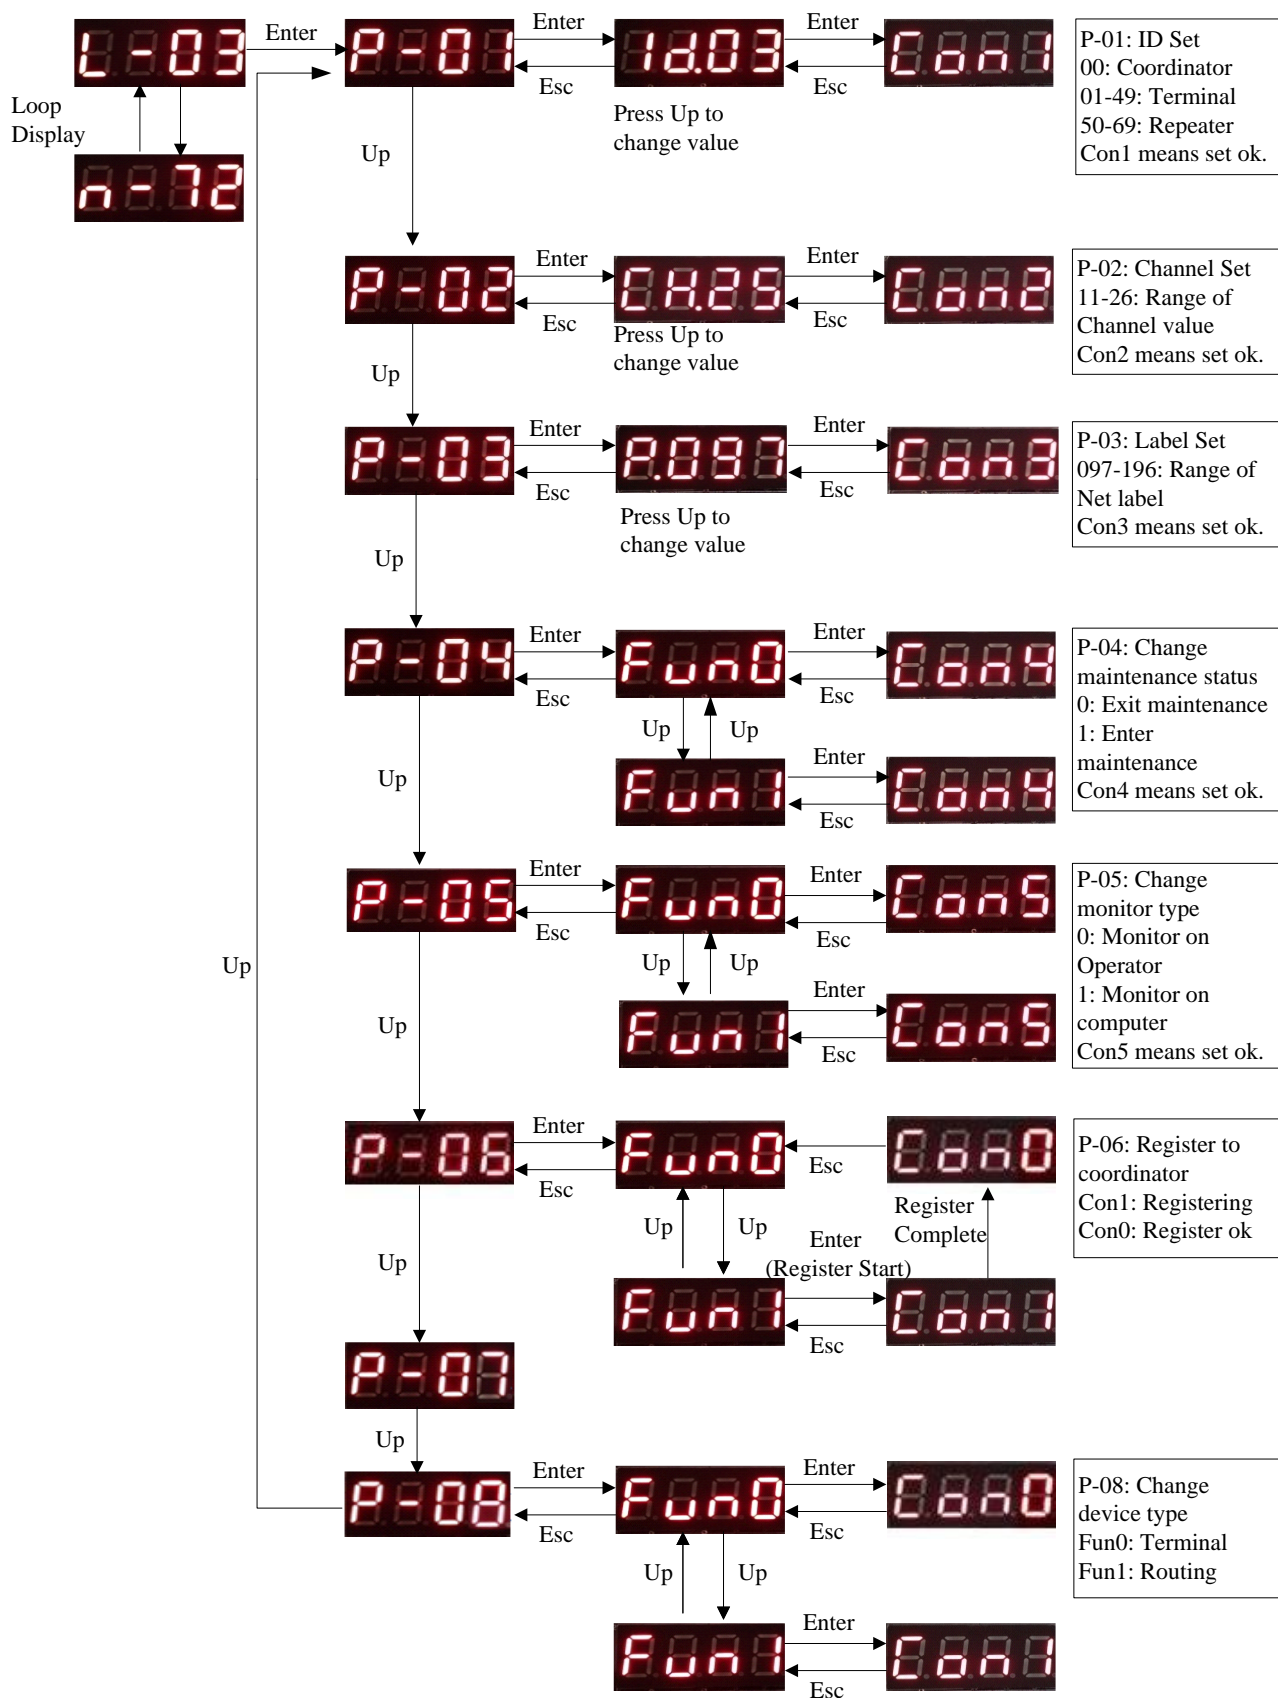 L-03
Enter
P-01
Enter
Esc
Id.03
Enter
Esc
Con1
P-01: ID Set
00: Coordinator
01-49: Terminal
50-69: Repeater
Con1 means set ok.
Loop
Display
n-72
Press Up to
change value
Up
P-02
Enter
Esc
CH.25
Enter
Esc
Con2
P-02: Channel Set
11-26: Range of
Channel value
Con2 means set ok.
Press Up to
change value
Up
P-03
Enter
Esc
P.097
Enter
Esc
Con3
P-03: Label Set
097-196: Range of
Net label
Con3 means set ok.
Press Up to
change value
Up
P-04
Enter
Esc
Fun0
Enter
Esc
Con4
Up
Up
Fun1
Enter
Esc
Con4
P-04: Change
maintenance status
0: Exit maintenance
1: Enter
maintenance
Con4 means set ok.
Up
P-05
Enter
Esc
Fun0
Enter
Esc
Con5
Up
Up
Fun1
Enter
Esc
Con5
P-05: Change
monitor type
0: Monitor on
Operator
1: Monitor on
computer
Con5 means set ok.
Up
Up
P-06
Enter
Esc
Fun0
Esc
Con0
Up
Up
Register
Complete
Enter
(Register Start)
Fun1
Esc
Con1
P-06: Register to
coordinator
Con1: Registering
Con0: Register ok
Up
P-07
Up
P-08
Enter
Esc
Fun0
Enter
Esc
Con0
Up
Up
Fun1
Enter
Esc
Con1
P-08: Change
device type
Fun0: Terminal
Fun1: Routing